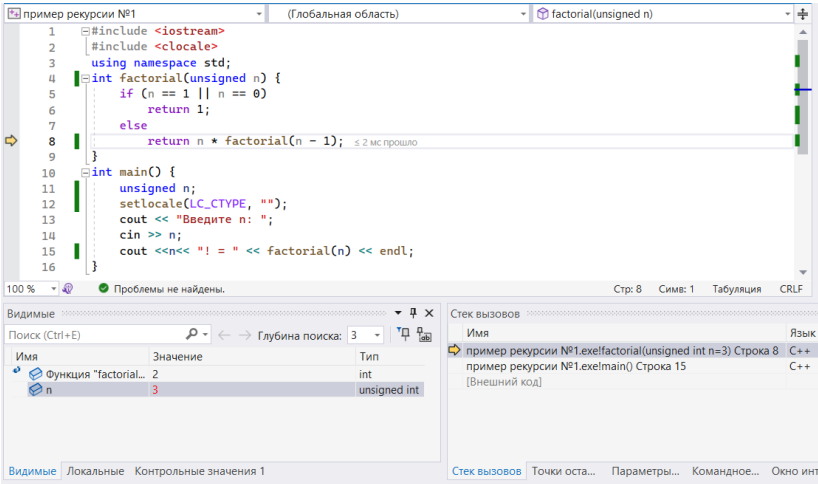 пример рекурсии №1 (Глобальная область) factorial(unsigned n)
1 #include <iostream>
2 #include <clocale>
3 using namespace std;
4 int factorial(unsigned n) {
5 if (n == 1 || n == 0)
6 return 1;
7 else
8 return n * factorial(n - 1); ≤ 2 мс прошло
9 }
10 int main() {
11 unsigned n;
12 setlocale(LC_CTYPE, "");
13 cout << "Введите n: ";
14 cin >> n;
15 cout <<n<< "! = " << factorial(n) << endl;
16 }
100 % Проблемы не найдены. Стр: 8 Симв: 1 Табуляция CRLF
Видимые
Поиск (Ctrl+E) Глубина поиска: 3
Имя Значение Тип
Функция "factorial... 2 int
n 3 unsigned int
Видимые Локальные Контрольные значения 1
Стек вызовов
Имя Язык
пример рекурсии №1.exe!factorial(unsigned int n=3) Строка 8 C++
пример рекурсии №1.exe!main() Строка 15 C++
[Внешний код]
Стек вызовов Точки оста... Параметры... Командное... Окно инт